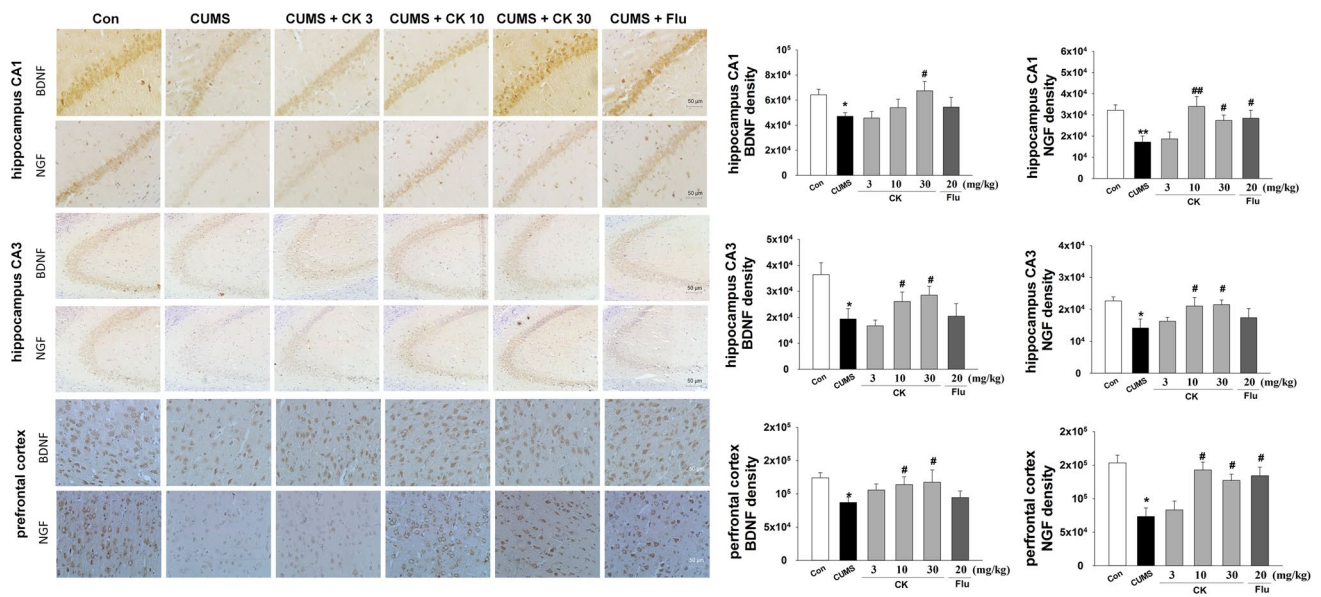 Con CUMS CUMS + CK 3 CUMS + CK 10 CUMS + CK 30 CUMS + Flu
hippocampus CA1
BDNF
50 µm
NGF
50 µm
hippocampus CA3
BDNF
50 µm
NGF
50 µm
prefrontal cortex
BDNF
50 µm
NGF
50 µm
hippocampus CA1
BDNF density
10⁵
8x10⁴
6x10⁴
4x10⁴
2x10⁴
0
*
#
Con CUMS 3 10 30 20 (mg/kg)
CK Flu
hippocampus CA1
NGF density
6x10⁴
5x10⁴
4x10⁴
3x10⁴
2x10⁴
10⁴
0
**
##
#
#
Con CUMS 3 10 30 20 (mg/kg)
CK Flu
hippocampus CA3
BDNF density
5x10⁴
4x10⁴
3x10⁴
2x10⁴
10⁴
0
*
#
#
Con CUMS 3 10 30 20 (mg/kg)
CK Flu
hippocampus CA3
NGF density
4x10⁴
3x10⁴
2x10⁴
10⁴
0
*
#
#
Con CUMS 3 10 30 20 (mg/kg)
CK Flu
perfrontal cortex
BDNF density
2x10⁵
2x10⁵
10⁵
5x10⁴
0
*
#
#
Con CUMS 3 10 30 20 (mg/kg)
CK Flu
perfrontal cortex
NGF density
2x10⁵
2x10⁵
10⁵
5x10⁴
0
*
#
#
#
Con CUMS 3 10 30 20 (mg/kg)
CK Flu